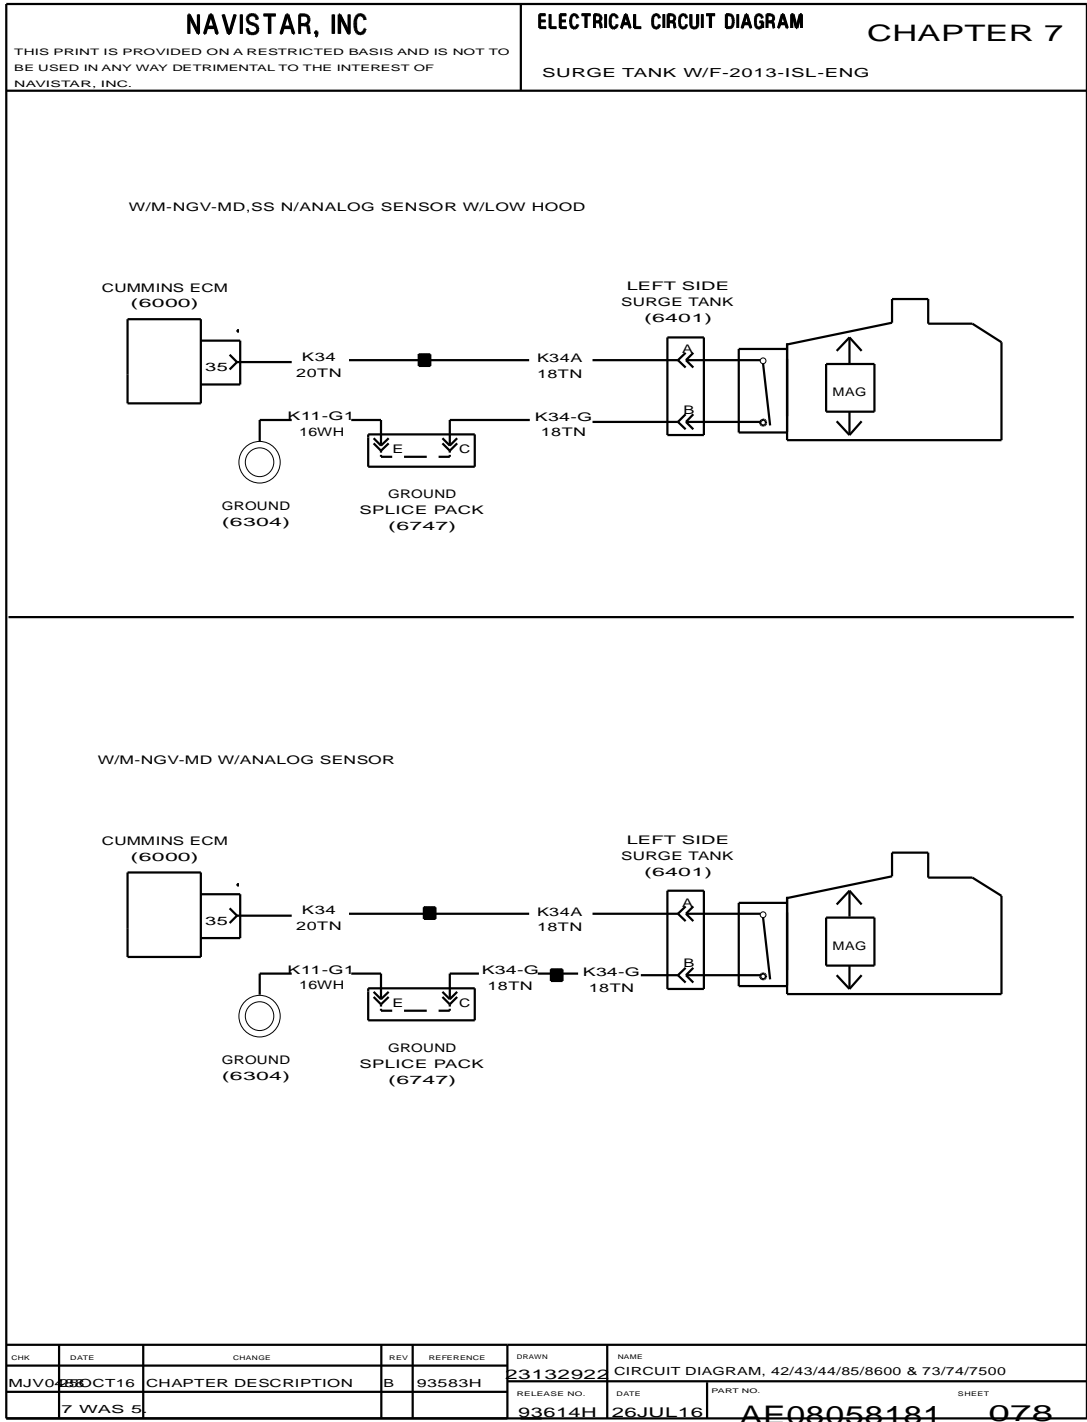 NAVISTAR, INC
THIS PRINT IS PROVIDED ON A RESTRICTED BASIS AND IS NOT TO
BE USED IN ANY WAY DETRIMENTAL TO THE INTEREST OF
NAVISTAR, INC.
ELECTRICAL CIRCUIT DIAGRAM
CHAPTER 7
SURGE TANK W/F-2013-ISL-ENG
W/M-NGV-MD,SS N/ANALOG SENSOR W/LOW HOOD
CUMMINS ECM
(6000)
LEFT SIDE
SURGE TANK
(6401)
35
K34
20TN
K34A
18TN
A
MAG
K11-G1
16WH
K34-G
18TN
B
E
C
GROUND
(6304)
GROUND
SPLICE PACK
(6747)
W/M-NGV-MD W/ANALOG SENSOR
CUMMINS ECM
(6000)
LEFT SIDE
SURGE TANK
(6401)
35
K34
20TN
K34A
18TN
A
MAG
K11-G1
16WH
K34-G
18TN
K34-G
18TN
B
E
C
GROUND
(6304)
GROUND
SPLICE PACK
(6747)
CHK DATE CHANGE REV REFERENCE
CHAPTER DESCRIPTION B 93583H
7 WAS 5.
DRAWN
23132922
NAME
CIRCUIT DIAGRAM, 42/43/44/85/8600 & 73/74/7500
RELEASE NO.
93614H
DATE
26JUL16
PART NO.
AE08058181
SHEET
078